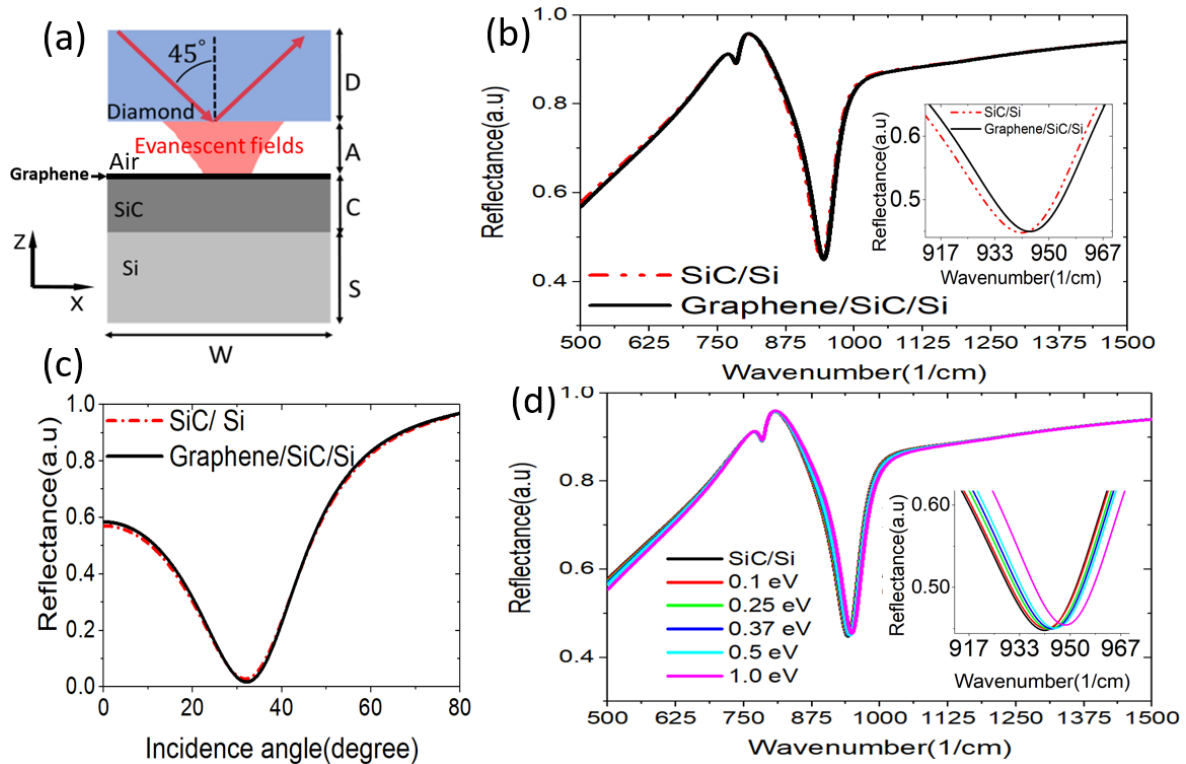 (a)
45°
Diamond
D
Evanescent fields
A
Air
Graphene
SiC
C
Z
Si
S
X
W
(b)
1.0
0.8
0.6
0.4
Reflectance(a.u)
SiC/Si
Graphene/SiC/Si
500 625 750 875 1000 1125 1250 1375 1500
Wavenumber(1/cm)
0.6
0.5
Reflectance(a.u)
SiC/Si
Graphene/SiC/Si
917 933 950 967
Wavenumber(1/cm)
(c)
1.0
0.8
0.6
0.4
0.2
0.0
Reflectance(a.u)
SiC/ Si
Graphene/SiC/Si
0 20 40 60 80
Incidence angle(degree)
(d)
1.0
0.8
0.6
0.4
Reflectance(a.u)
SiC/Si
0.1 eV
0.25 eV
0.37 eV
0.5 eV
1.0 eV
500 625 750 875 1000 1125 1250 1375 1500
Wavenumber(1/cm)
0.60
0.50
Reflectance(a.u)
917 933 950 967
Wavenumber(1/cm)